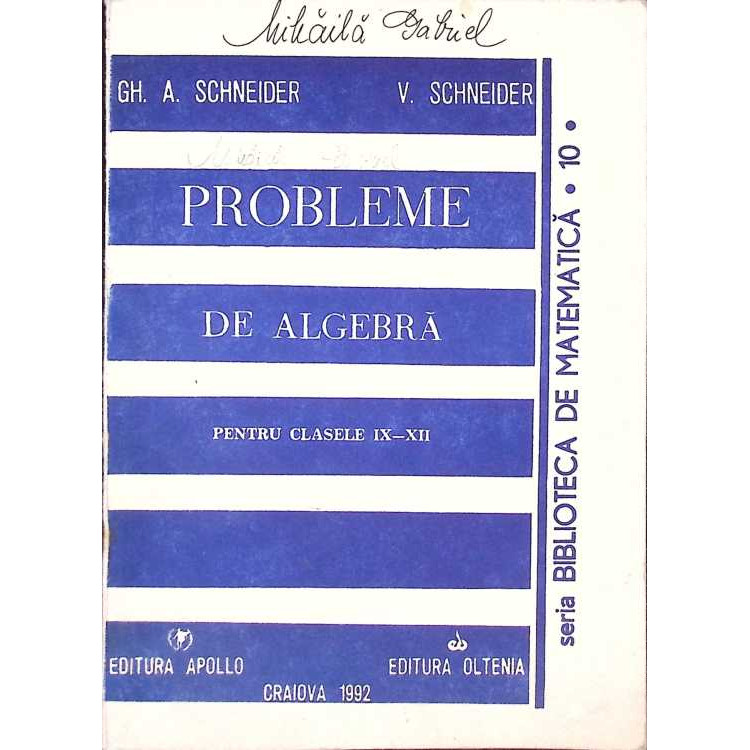 Mihăilă Gabriel
GH. A. SCHNEIDER V. SCHNEIDER
PROBLEME
DE ALGEBRĂ
PENTRU CLASELE IX—XII
EDITURA APOLLO EDITURA OLTENIA
CRAIOVA 1992
seria BIBLIOTECA DE MATEMATICĂ • 10 •